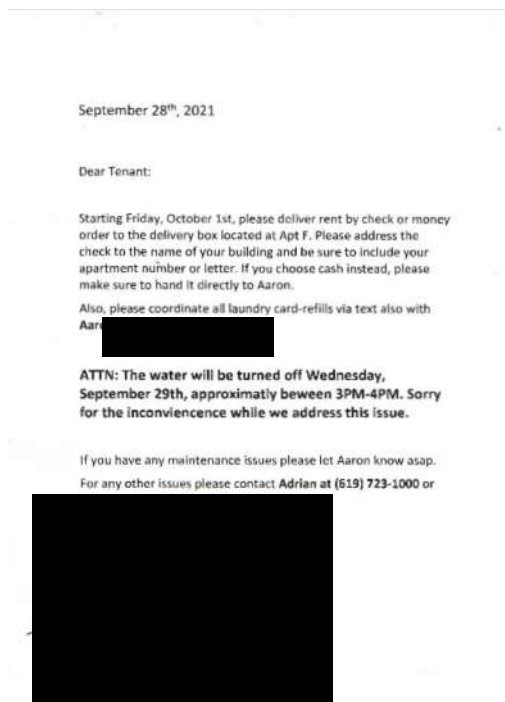 September 28th, 2021
Dear Tenant:
Starting Friday, October 1st, please deliver rent by check or money
order to the delivery box located at Apt F. Please address the
check to the name of your building and be sure to include your
apartment number or letter. If you choose cash instead, please
make sure to hand it directly to Aaron.
Also, please coordinate all laundry card-refills via text also with
ATTN: The water will be turned off Wednesday,
September 29th, approximatly beween 3PM-4PM. Sorry
for the inconviencence while we address this issue.
If you have any maintenance issues please let Aaron know asap.
For any other issues please contact Adrian at (619) 723-1000 or